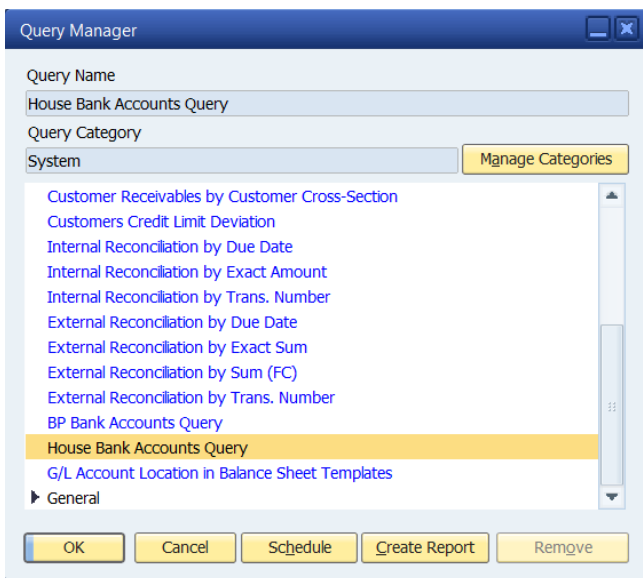 Query Manager
Query Name
House Bank Accounts Query
Query Category
System
Manage Categories
Customer Receivables by Customer Cross-Section
Customers Credit Limit Deviation
Internal Reconciliation by Due Date
Internal Reconciliation by Exact Amount
Internal Reconciliation by Trans. Number
External Reconciliation by Due Date
External Reconciliation by Exact Sum
External Reconciliation by Sum (FC)
External Reconciliation by Trans. Number
BP Bank Accounts Query
House Bank Accounts Query
G/L Account Location in Balance Sheet Templates
General
OK Cancel Schedule Create Report Remove